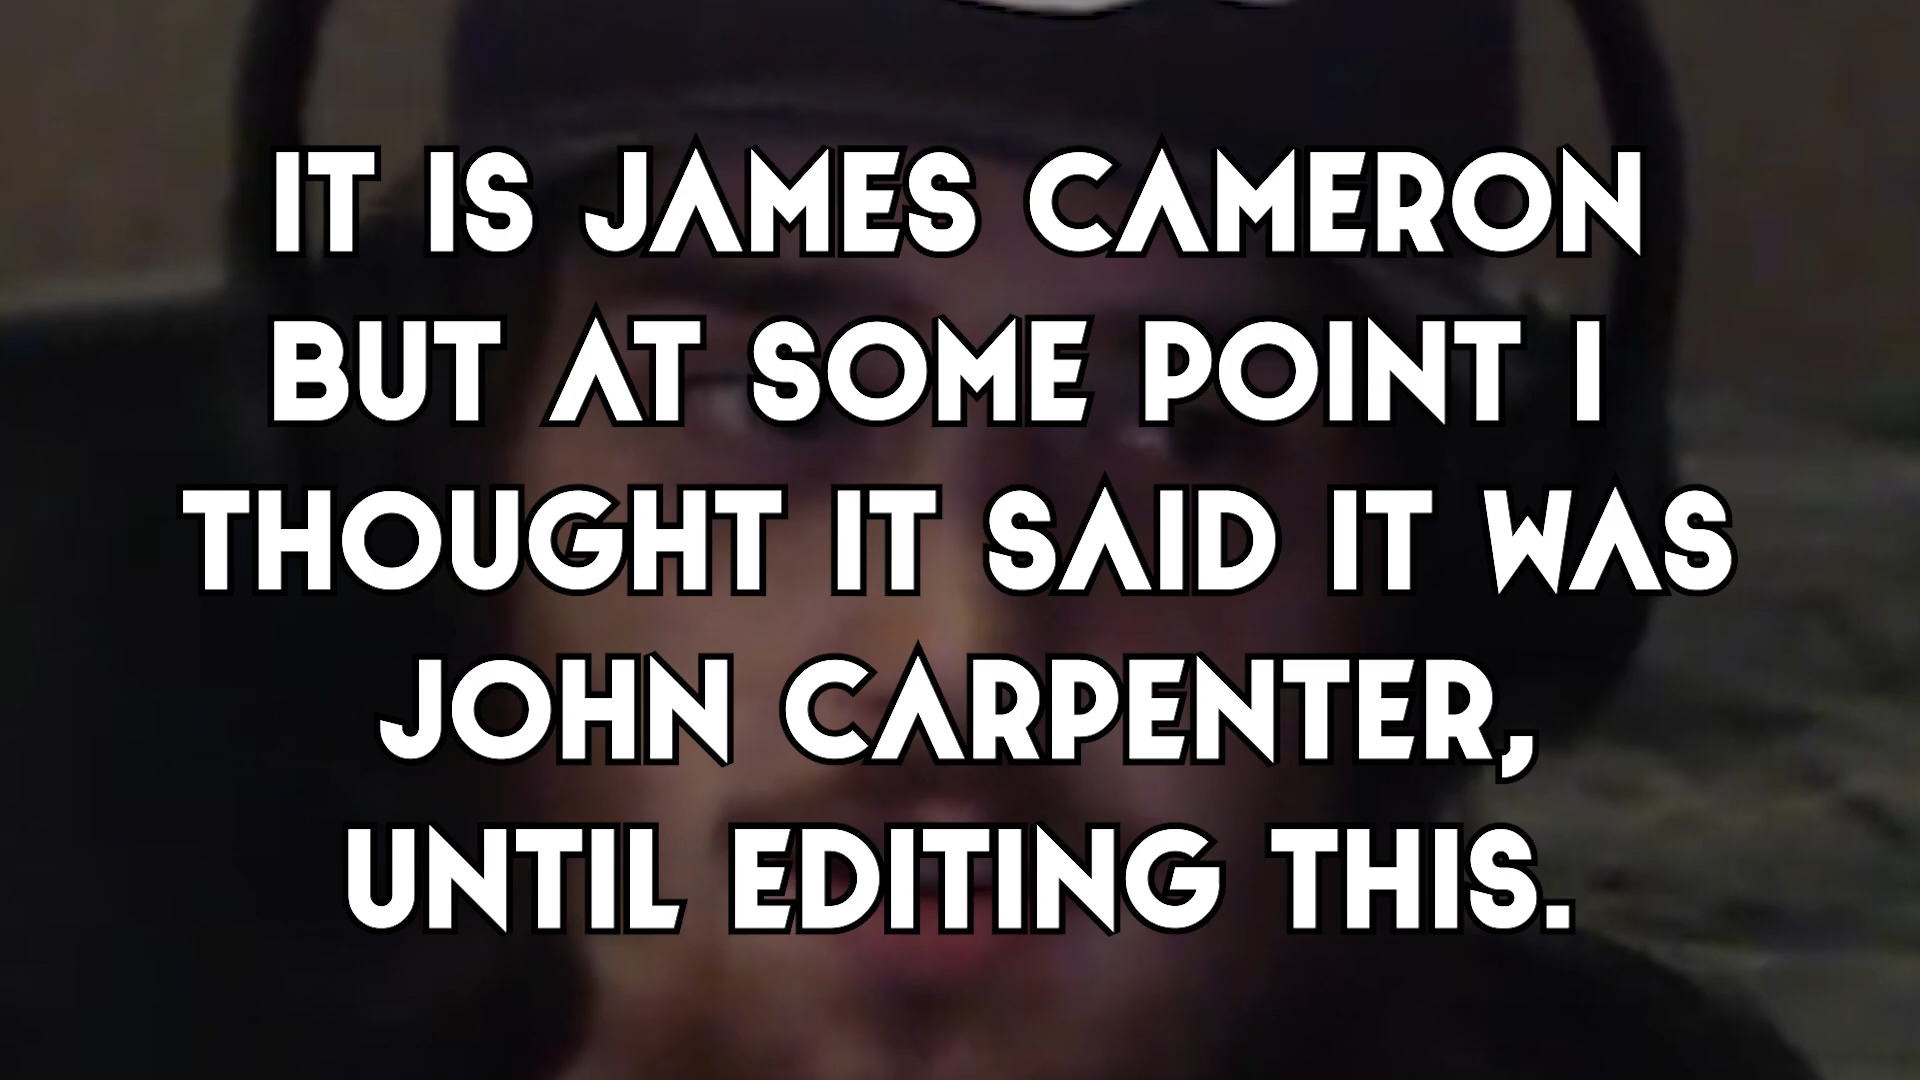 IT IS JAMES CAMERON
BUT AT SOME POINT I
THOUGHT IT SAID IT WAS
JOHN CARPENTER,
UNTIL EDITING THIS.